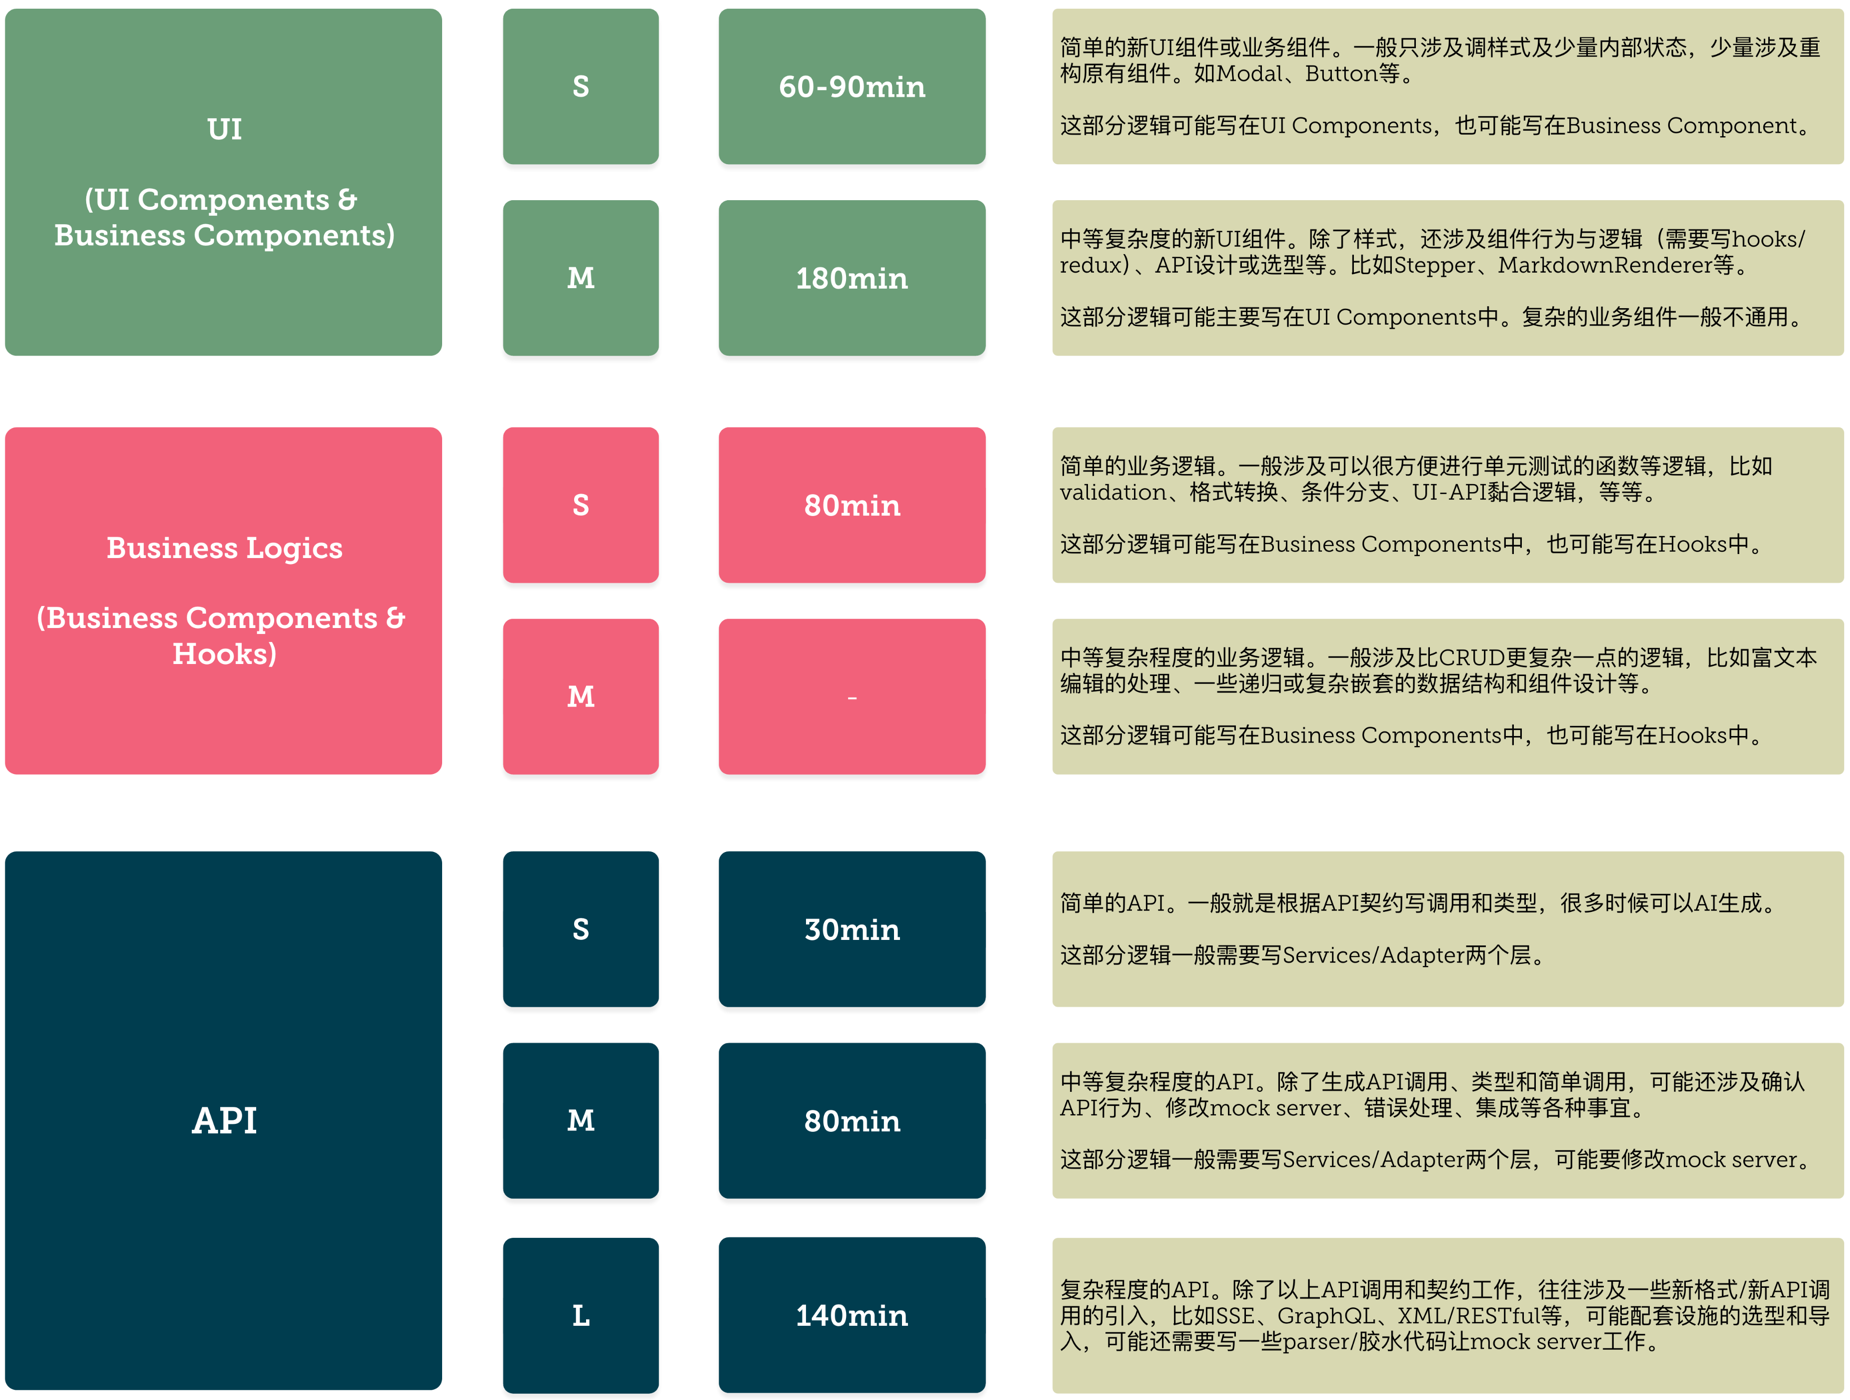 UI
(UI Components &
Business Components)
S
60-90min
简单的新UI组件或业务组件。一般只涉及调样式及少量内部状态，少量涉及重
构原有组件。如Modal、Button等。
这部分逻辑可能写在UI Components，也可能写在Business Component。
M
180min
中等复杂度的新UI组件。除了样式，还涉及组件行为与逻辑（需要写hooks/
redux）、API设计或选型等。比如Stepper、MarkdownRenderer等。
这部分逻辑可能主要写在UI Components中。复杂的业务组件一般不通用。
Business Logics
(Business Components &
Hooks)
S
80min
简单的业务逻辑。一般涉及可以很方便进行单元测试的函数等逻辑，比如
validation、格式转换、条件分支、UI-API黏合逻辑，等等。
这部分逻辑可能写在Business Components中，也可能写在Hooks中。
M
-
中等复杂程度的业务逻辑。一般涉及比CRUD更复杂一点的逻辑，比如富文本
编辑的处理、一些递归或复杂嵌套的数据结构和组件设计等。
这部分逻辑可能写在Business Components中，也可能写在Hooks中。
API
S
30min
简单的API。一般就是根据API契约写调用和类型，很多时候可以AI生成。
这部分逻辑一般需要写Services/Adapter两个层。
M
80min
中等复杂程度的API。除了生成API调用、类型和简单调用，可能还涉及确认
API行为、修改mock server、错误处理、集成等各种事宜。
这部分逻辑一般需要写Services/Adapter两个层，可能要修改mock server。
L
140min
复杂程度的API。除了以上API调用和契约工作，往往涉及一些新格式/新API调
用的引入，比如SSE、GraphQL、XML/RESTful等，可能配套设施的选型和导
入，可能还需要写一些parser/胶水代码让mock server工作。